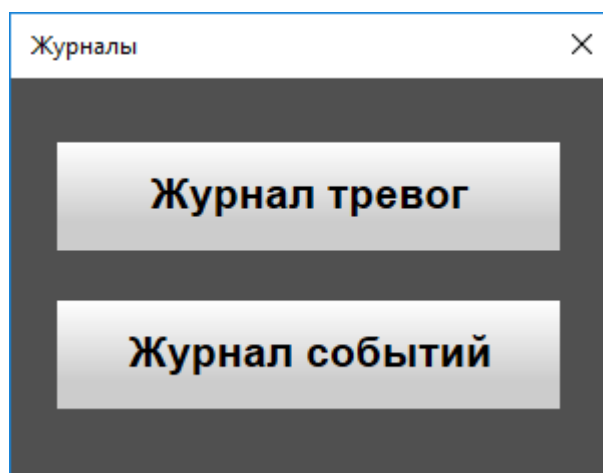 Журналы
Журнал тревог
Журнал событий